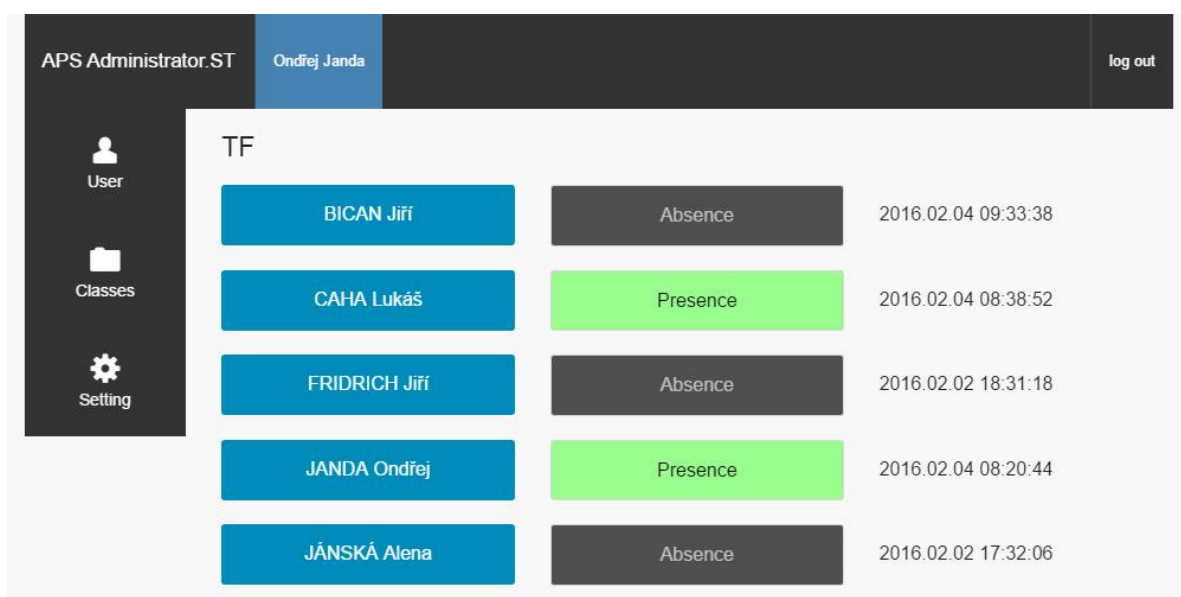 APS Administrator.ST Ondřej Janda log out
User
Classes
Setting
TF
BICAN Jiří Absence 2016.02.04 09:33:38
CAHA Lukáš Presence 2016.02.04 08:38:52
FRIDRICH Jiří Absence 2016.02.02 18:31:18
JANDA Ondřej Presence 2016.02.04 08:20:44
JÁNSKÁ Alena Absence 2016.02.02 17:32:06